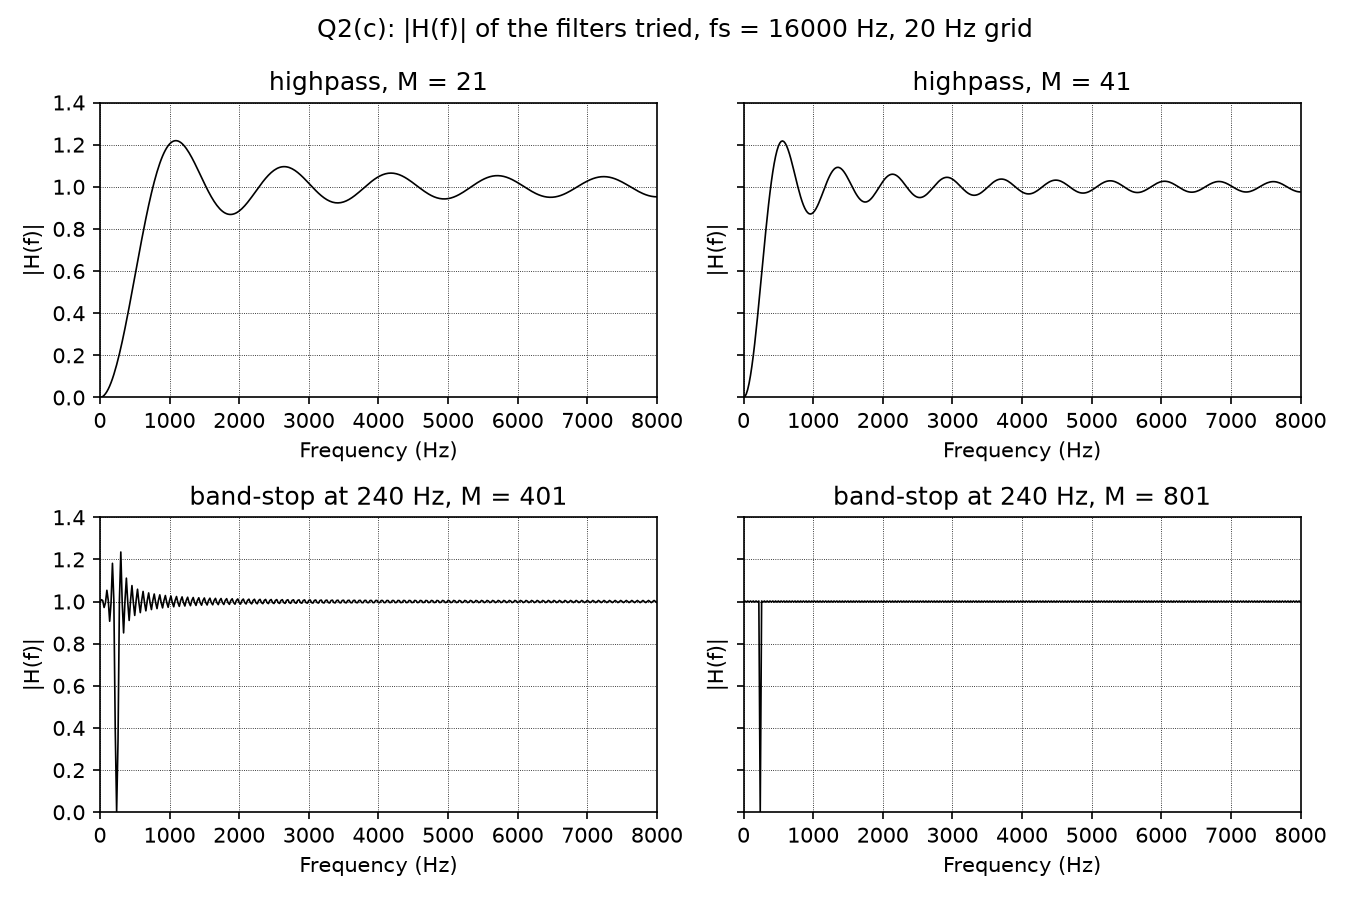 Q2(c): |H(f)| of the filters tried, fs = 16000 Hz, 20 Hz grid
highpass, M = 21
1.4
1.2
1.0
0.8
0.6
0.4
0.2
0.0
|H(f)|
0 1000 2000 3000 4000 5000 6000 7000 8000
Frequency (Hz)
highpass, M = 41
|H(f)|
0 1000 2000 3000 4000 5000 6000 7000 8000
Frequency (Hz)
band-stop at 240 Hz, M = 401
1.4
1.2
1.0
0.8
0.6
0.4
0.2
0.0
|H(f)|
0 1000 2000 3000 4000 5000 6000 7000 8000
Frequency (Hz)
band-stop at 240 Hz, M = 801
|H(f)|
0 1000 2000 3000 4000 5000 6000 7000 8000
Frequency (Hz)